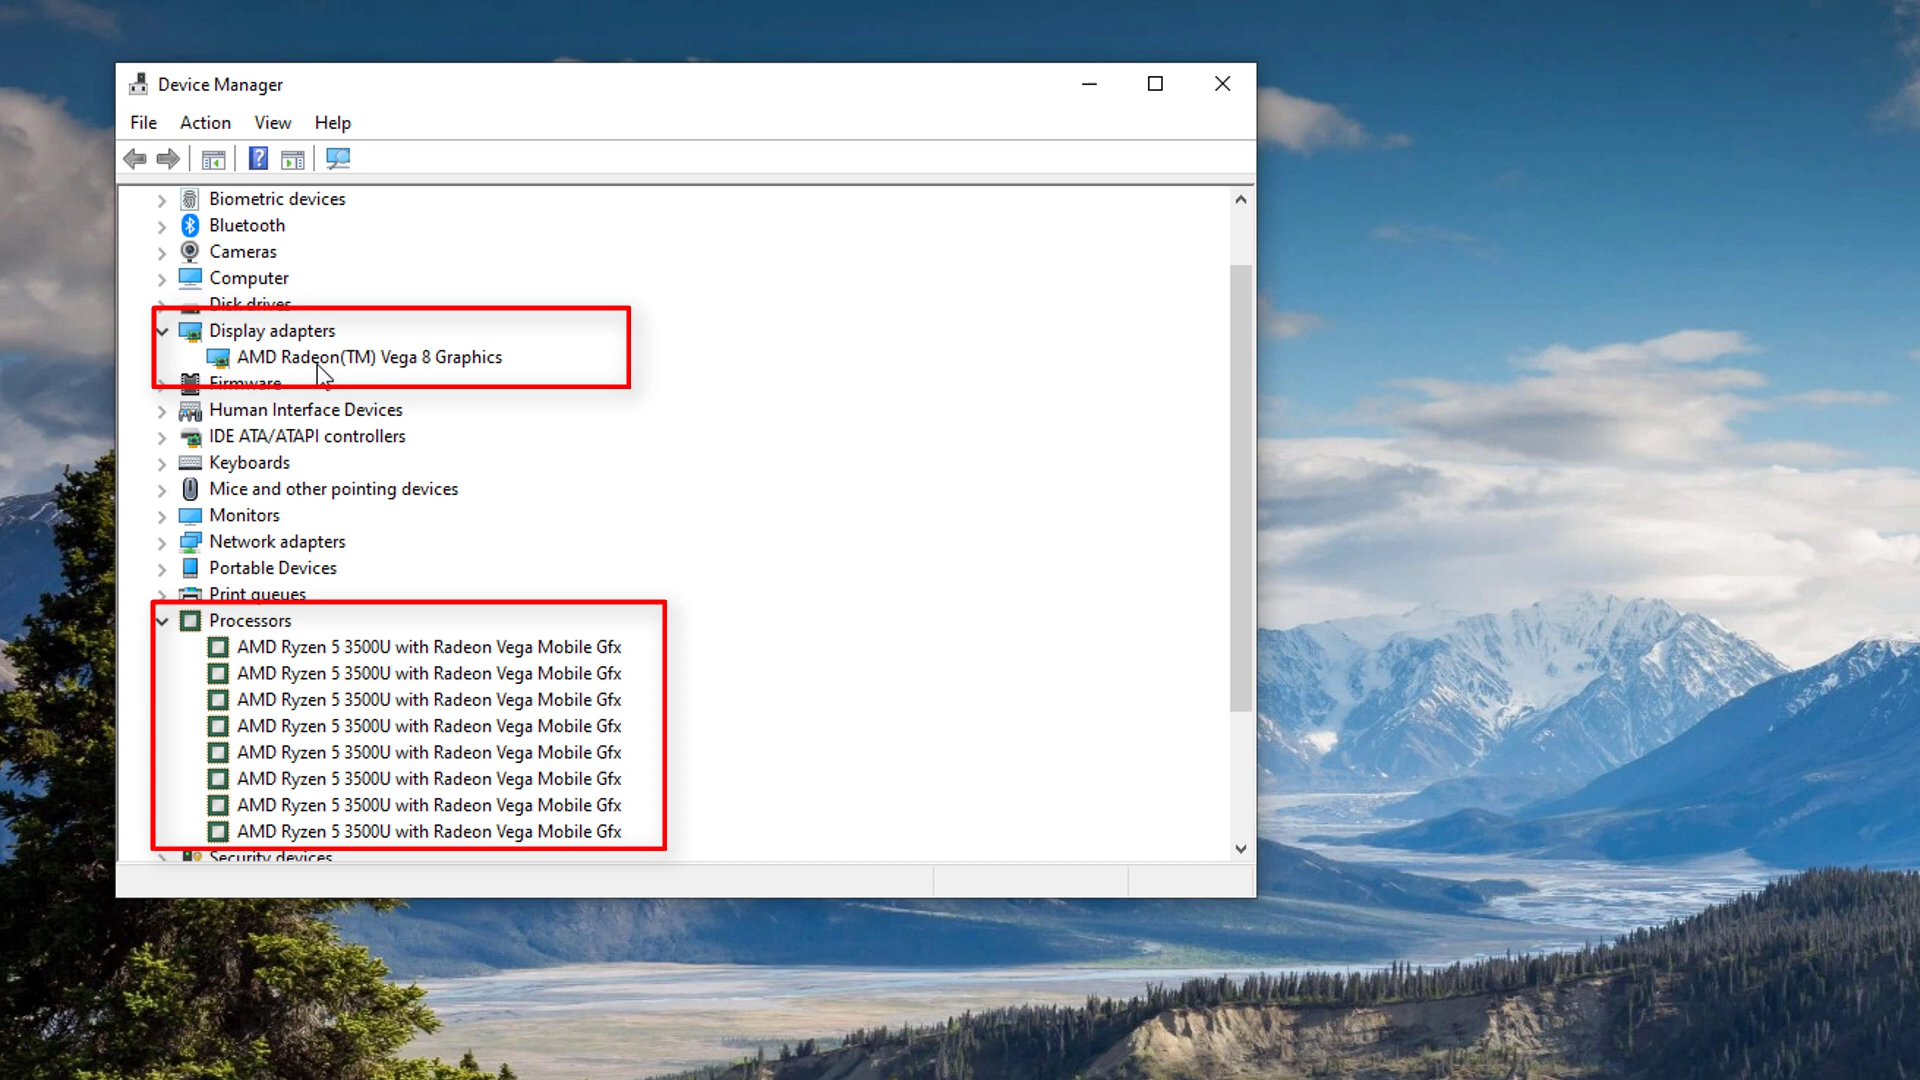 Device Manager
File Action View Help
Biometric devices
Bluetooth
Cameras
Computer
Disk drives
Display adapters
AMD Radeon(TM) Vega 8 Graphics
Firmware
Human Interface Devices
IDE ATA/ATAPI controllers
Keyboards
Mice and other pointing devices
Monitors
Network adapters
Portable Devices
Print queues
Processors
AMD Ryzen 5 3500U with Radeon Vega Mobile Gfx
AMD Ryzen 5 3500U with Radeon Vega Mobile Gfx
AMD Ryzen 5 3500U with Radeon Vega Mobile Gfx
AMD Ryzen 5 3500U with Radeon Vega Mobile Gfx
AMD Ryzen 5 3500U with Radeon Vega Mobile Gfx
AMD Ryzen 5 3500U with Radeon Vega Mobile Gfx
AMD Ryzen 5 3500U with Radeon Vega Mobile Gfx
AMD Ryzen 5 3500U with Radeon Vega Mobile Gfx
Security devices